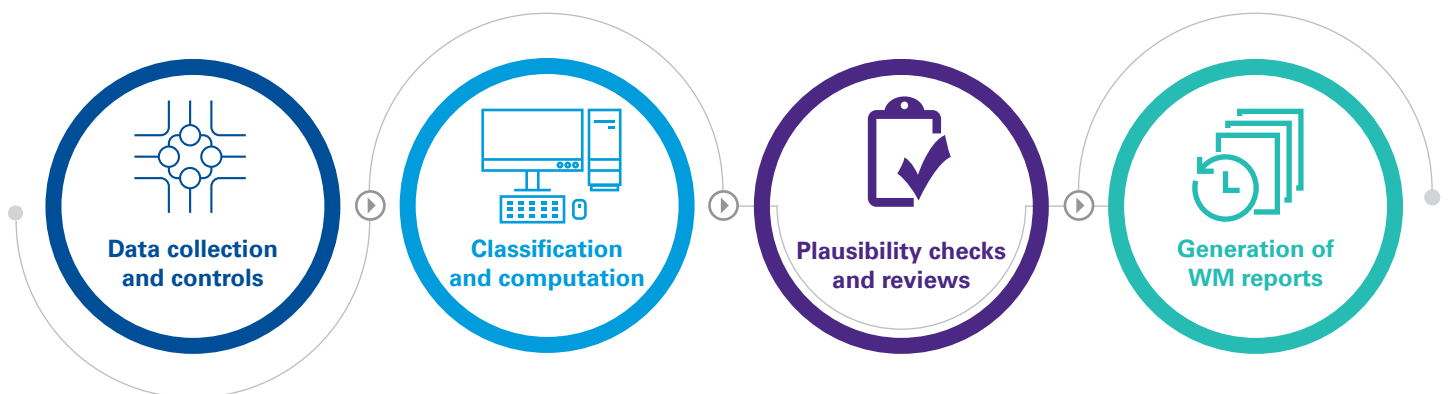 Data collection
and controls
Classification
and computation
Plausibility checks
and reviews
Generation of
WM reports